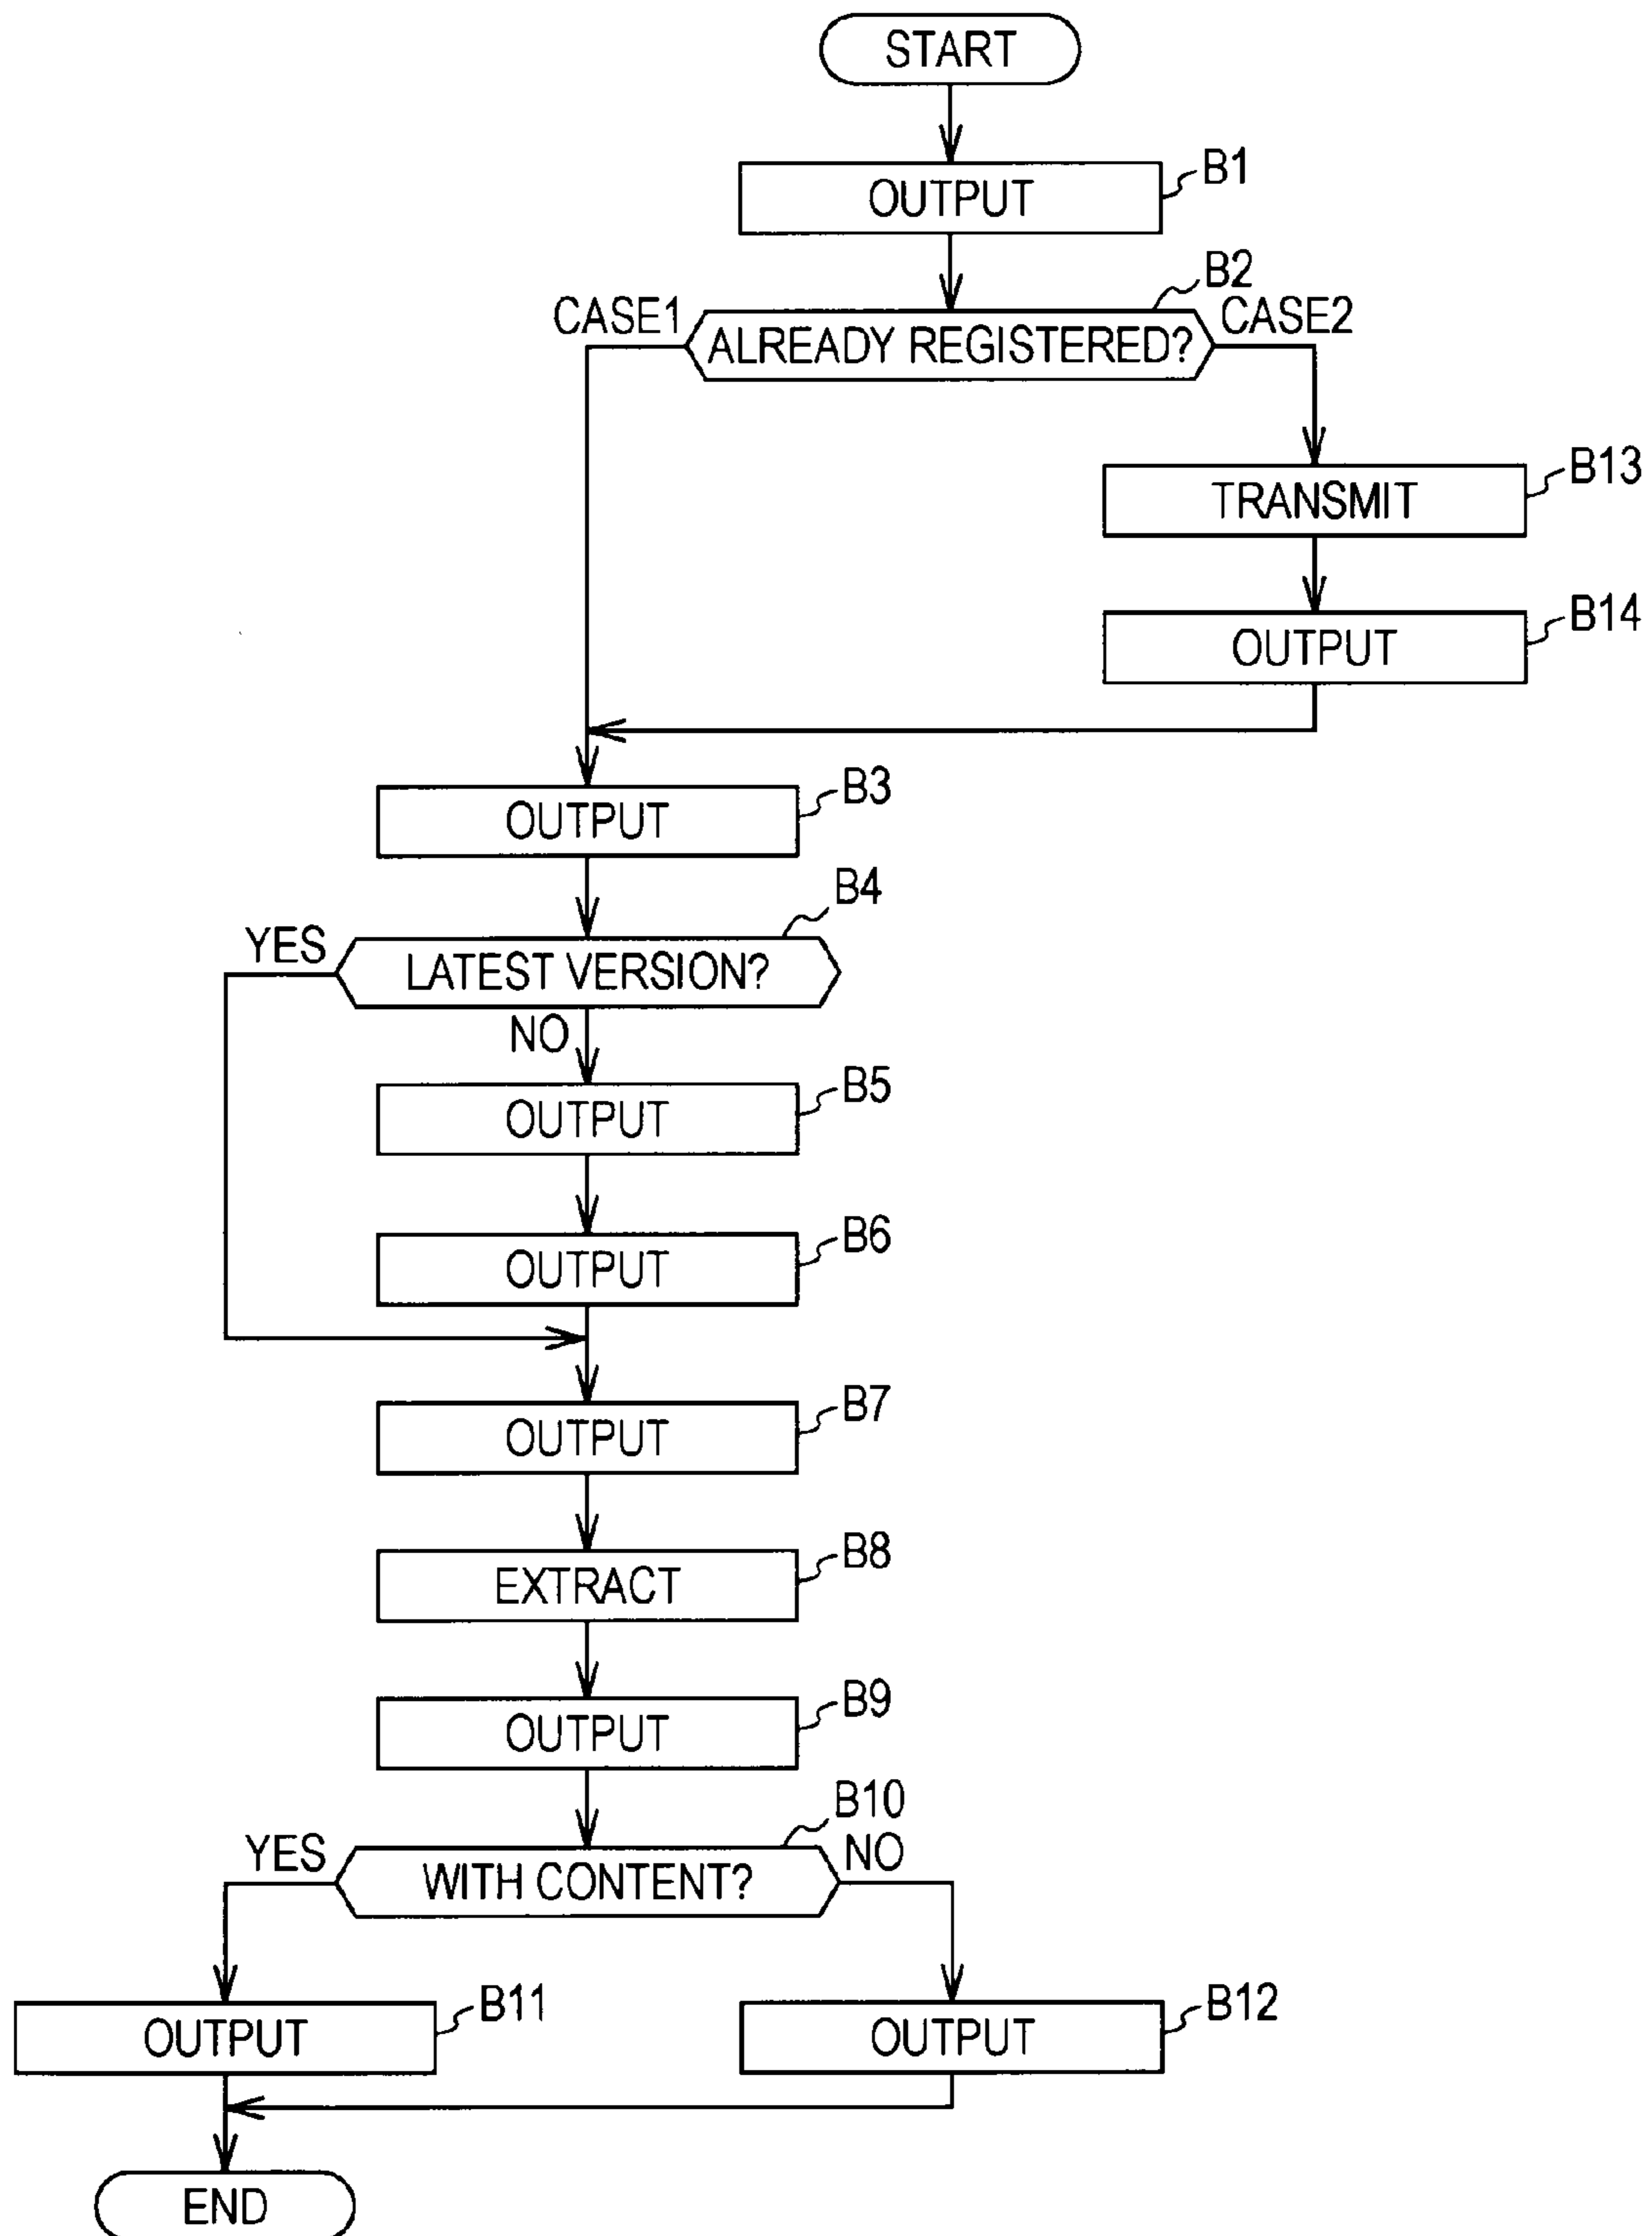 START
B1
OUTPUT
B2
CASE1
CASE2
ALREADY REGISTERED?
B13
TRANSMIT
B14
OUTPUT
B3
OUTPUT
B4
YES
LATEST VERSION?
NO
B5
OUTPUT
B6
OUTPUT
B7
OUTPUT
B8
EXTRACT
B9
OUTPUT
B10
YES
NO
WITH CONTENT?
B11
OUTPUT
B12
OUTPUT
END